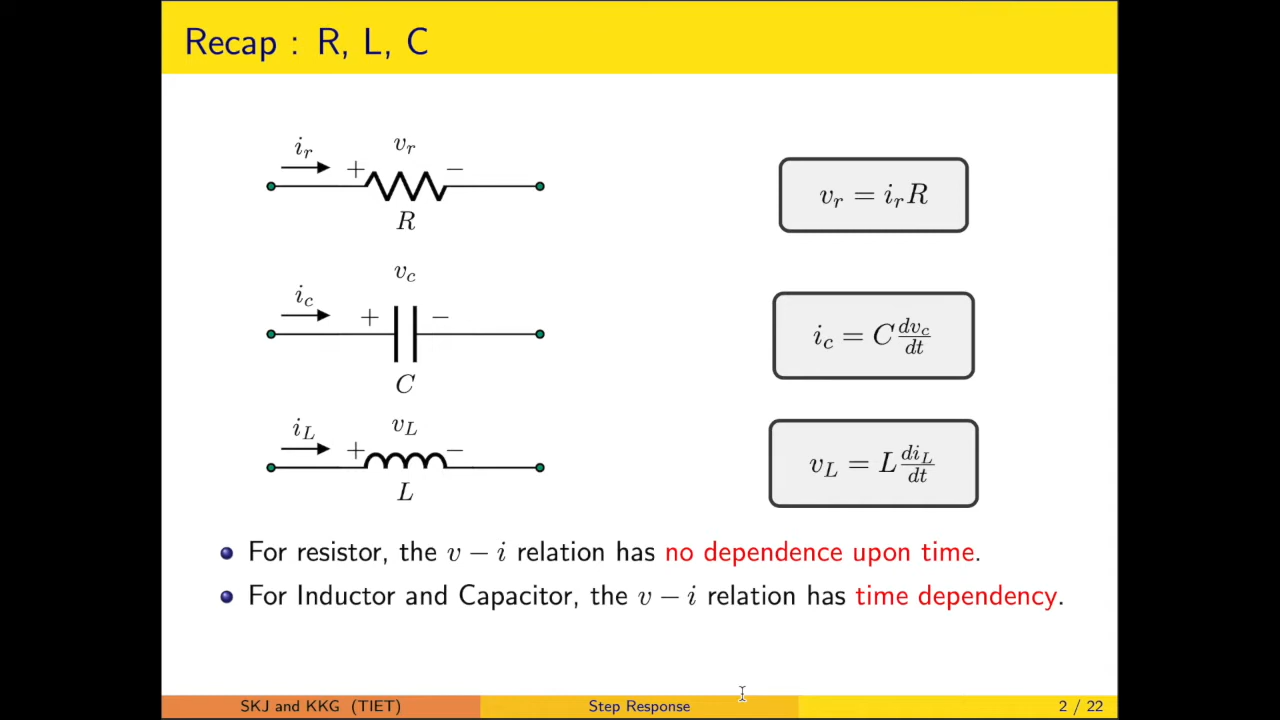 Recap : R, L, C
i_r
v_r
+ −
R
v_r = i_r R
v_c
i_c
+ −
C
i_c = C dv_c/dt
i_L
v_L
+ −
L
v_L = L di_L/dt
For resistor, the v − i relation has no dependence upon time.
For Inductor and Capacitor, the v − i relation has time dependency.
SKJ and KKG (TIET)
Step Response
2 / 22